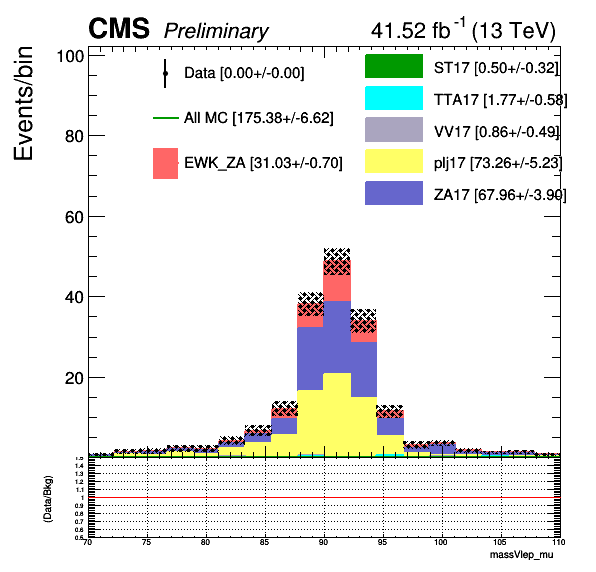 CMS Preliminary 41.52 fb⁻¹ (13 TeV)
Events/bin
100
80
60
40
20
Data [0.00+/-0.00]
All MC [175.38+/-6.62]
EWK_ZA [31.03+/-0.70]
ST17 [0.50+/-0.32]
TTA17 [1.77+/-0.58]
VV17 [0.86+/-0.49]
plj17 [73.26+/-5.23]
ZA17 [67.96+/-3.90]
(Data/Bkg)
1.5
1.4
1.3
1.2
1.1
1
0.9
0.8
0.7
0.6
0.5
70 75 80 85 90 95 100 105 110
massVlep_mu